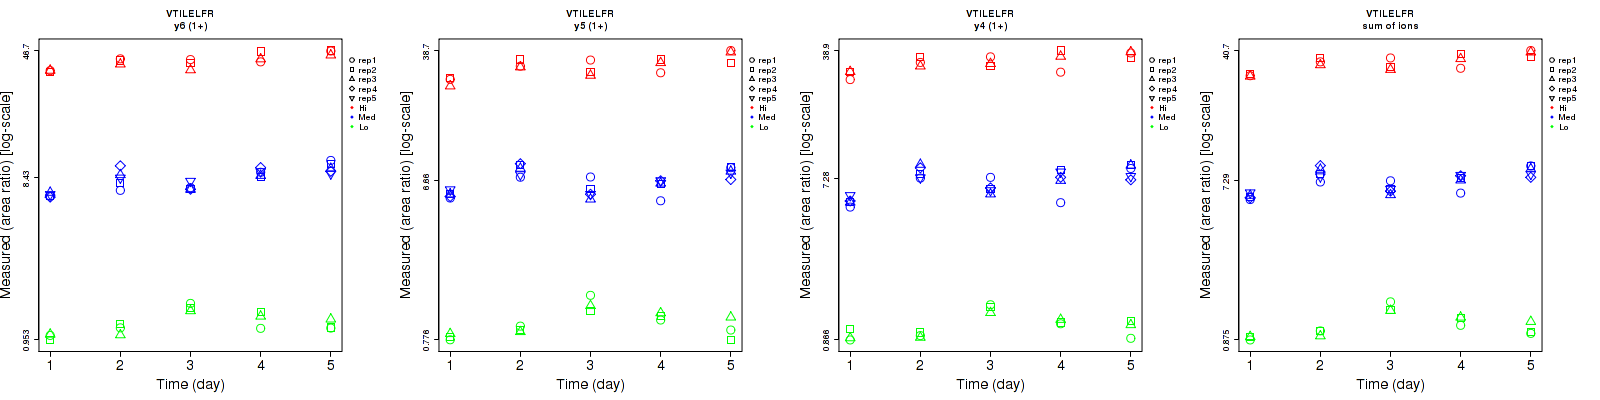 VTILELFR
y6 (1+)
46.7
8.43
0.953
Measured (area ratio) [log-scale]
1 2 3 4 5
Time (day)
rep1
rep2
rep3
rep4
rep5
Hi
Med
Lo
VTILELFR
y5 (1+)
38.7
6.66
0.776
Measured (area ratio) [log-scale]
1 2 3 4 5
Time (day)
rep1
rep2
rep3
rep4
rep5
Hi
Med
Lo
VTILELFR
y4 (1+)
38.9
7.28
0.866
Measured (area ratio) [log-scale]
1 2 3 4 5
Time (day)
rep1
rep2
rep3
rep4
rep5
Hi
Med
Lo
VTILELFR
sum of ions
40.7
7.29
0.875
Measured (area ratio) [log-scale]
1 2 3 4 5
Time (day)
rep1
rep2
rep3
rep4
rep5
Hi
Med
Lo